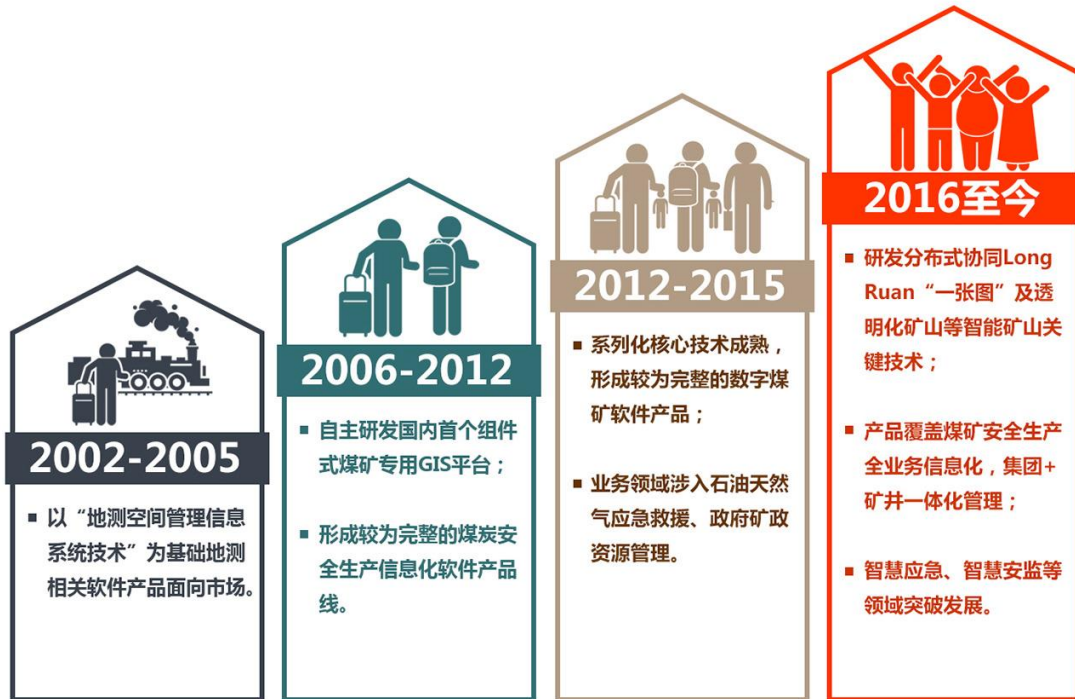 2002-2005
▪ 以“地测空间管理信息
系统技术”为基础地测
相关软件产品面向市场。
2006-2012
▪ 自主研发国内首个组件
式煤矿专用GIS平台；
▪ 形成较为完整的煤炭安
全生产信息化软件产品
线。
2012-2015
▪ 系列化核心技术成熟，
形成较为完整的数字煤
矿软件产品；
▪ 业务领域涉入石油天然
气应急救援、政府矿政
资源管理。
2016至今
▪ 研发分布式协同Long
Ruan“一张图”及透
明化矿山等智能矿山关
键技术；
▪ 产品覆盖煤矿安全生产
全业务信息化，集团+
矿井一体化管理；
▪ 智慧应急、智慧安监等
领域突破发展。